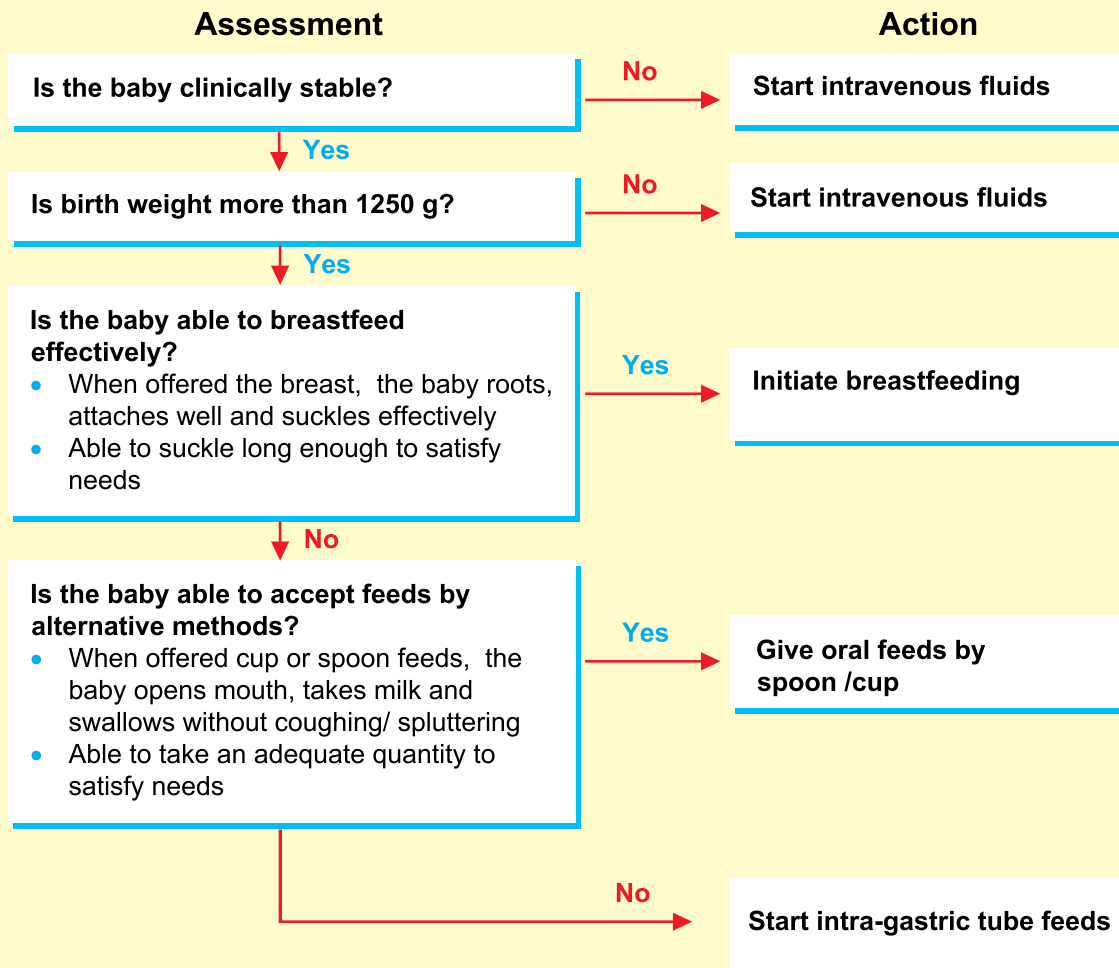 Assessment
Action
Is the baby clinically stable?
No
Start intravenous fluids
Yes
Is birth weight more than 1250 g?
No
Start intravenous fluids
Yes
Is the baby able to breastfeed
effectively?
• When offered the breast, the baby roots,
attaches well and suckles effectively
• Able to suckle long enough to satisfy
needs
Yes
Initiate breastfeeding
No
Is the baby able to accept feeds by
alternative methods?
• When offered cup or spoon feeds, the
baby opens mouth, takes milk and
swallows without coughing/ spluttering
• Able to take an adequate quantity to
satisfy needs
Yes
Give oral feeds by
spoon /cup
No
Start intra-gastric tube feeds